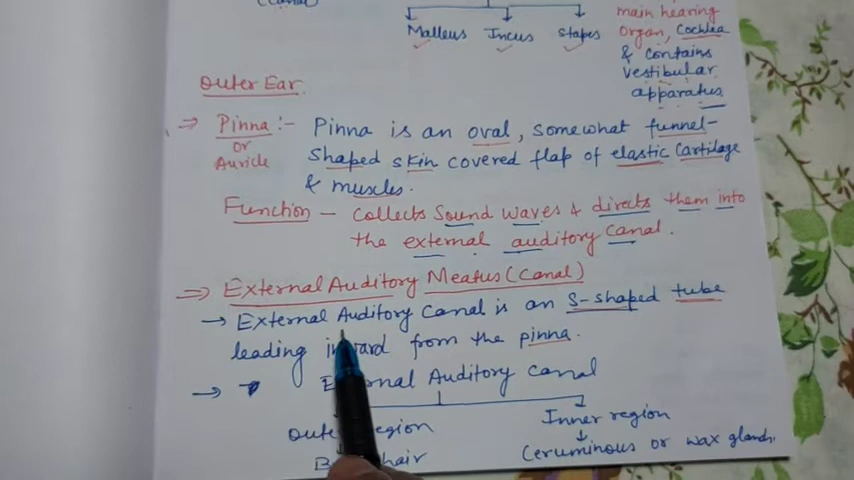 (Canal)
Malleus Incus Stapes
main hearing
organ, Cochlea
& contains
vestibular
apparatus
Outer Ear
⇒ Pinna :- Pinna is an oval, somewhat funnel-
or
Auricle
shaped skin covered flap of elastic cartilage
& muscles.
Function - Collects Sound waves & directs them into
the external auditory canal.
⇒ External Auditory Meatus (Canal)
→ External Auditory Canal is an S-shaped tube
leading from the pinna.
→ Auditory Canal
region Inner region
hair Ceruminous or wax glands,